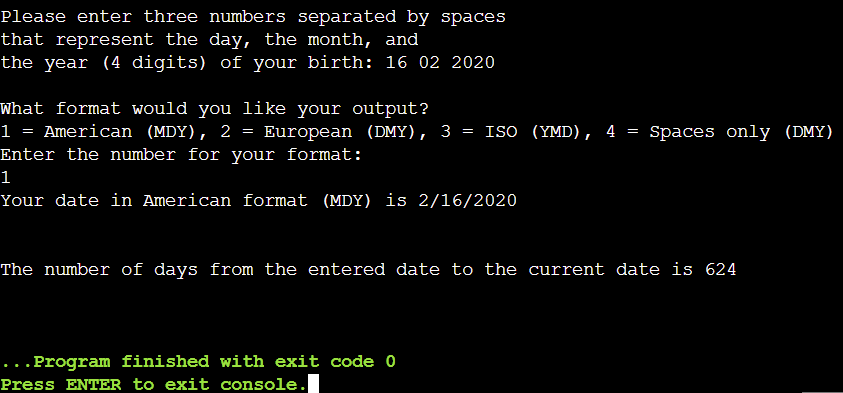 Please enter three numbers separated by spaces
that represent the day, the month, and
the year (4 digits) of your birth: 16 02 2020
What format would you like your output?
1 = American (MDY), 2 = European (DMY), 3 = ISO (YMD), 4 = Spaces only (DMY)
Enter the number for your format:
1
Your date in American format (MDY) is 2/16/2020
The number of days from the entered date to the current date is 624
...Program finished with exit code 0
Press ENTER to exit console.